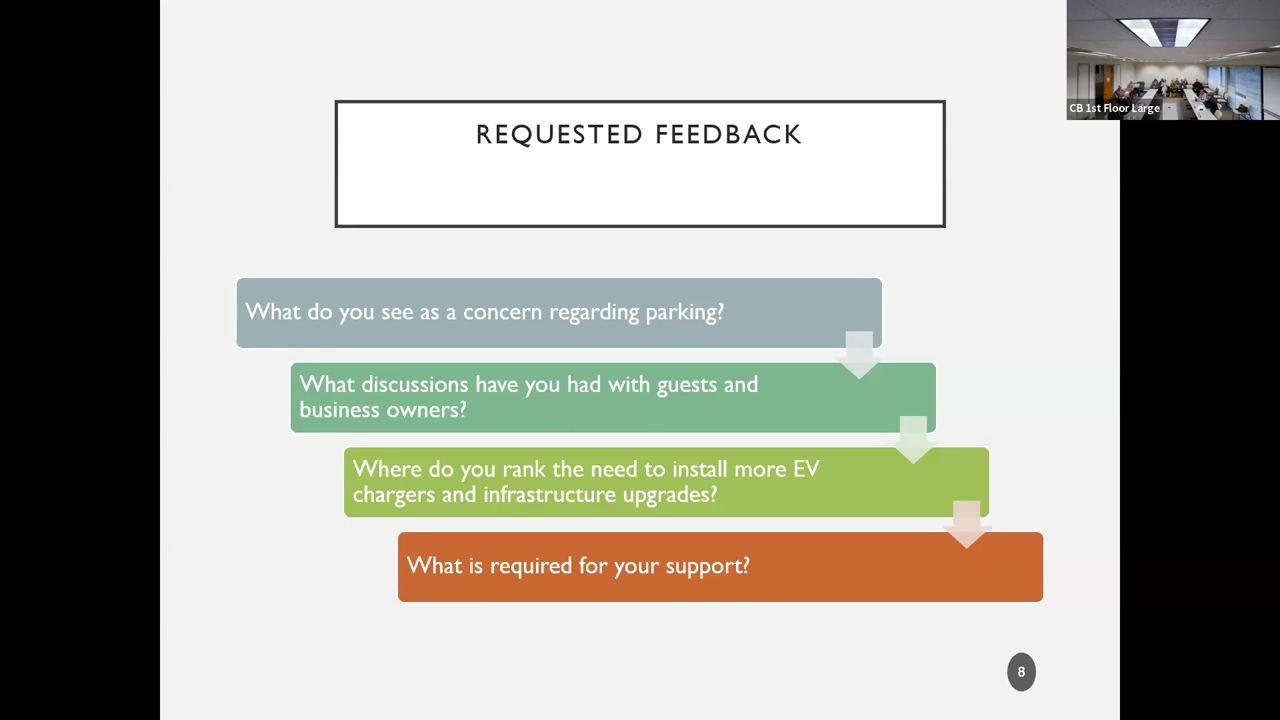 CB 1st Floor Large
REQUESTED FEEDBACK
What do you see as a concern regarding parking?
What discussions have you had with guests and
business owners?
Where do you rank the need to install more EV
chargers and infrastructure upgrades?
What is required for your support?
8